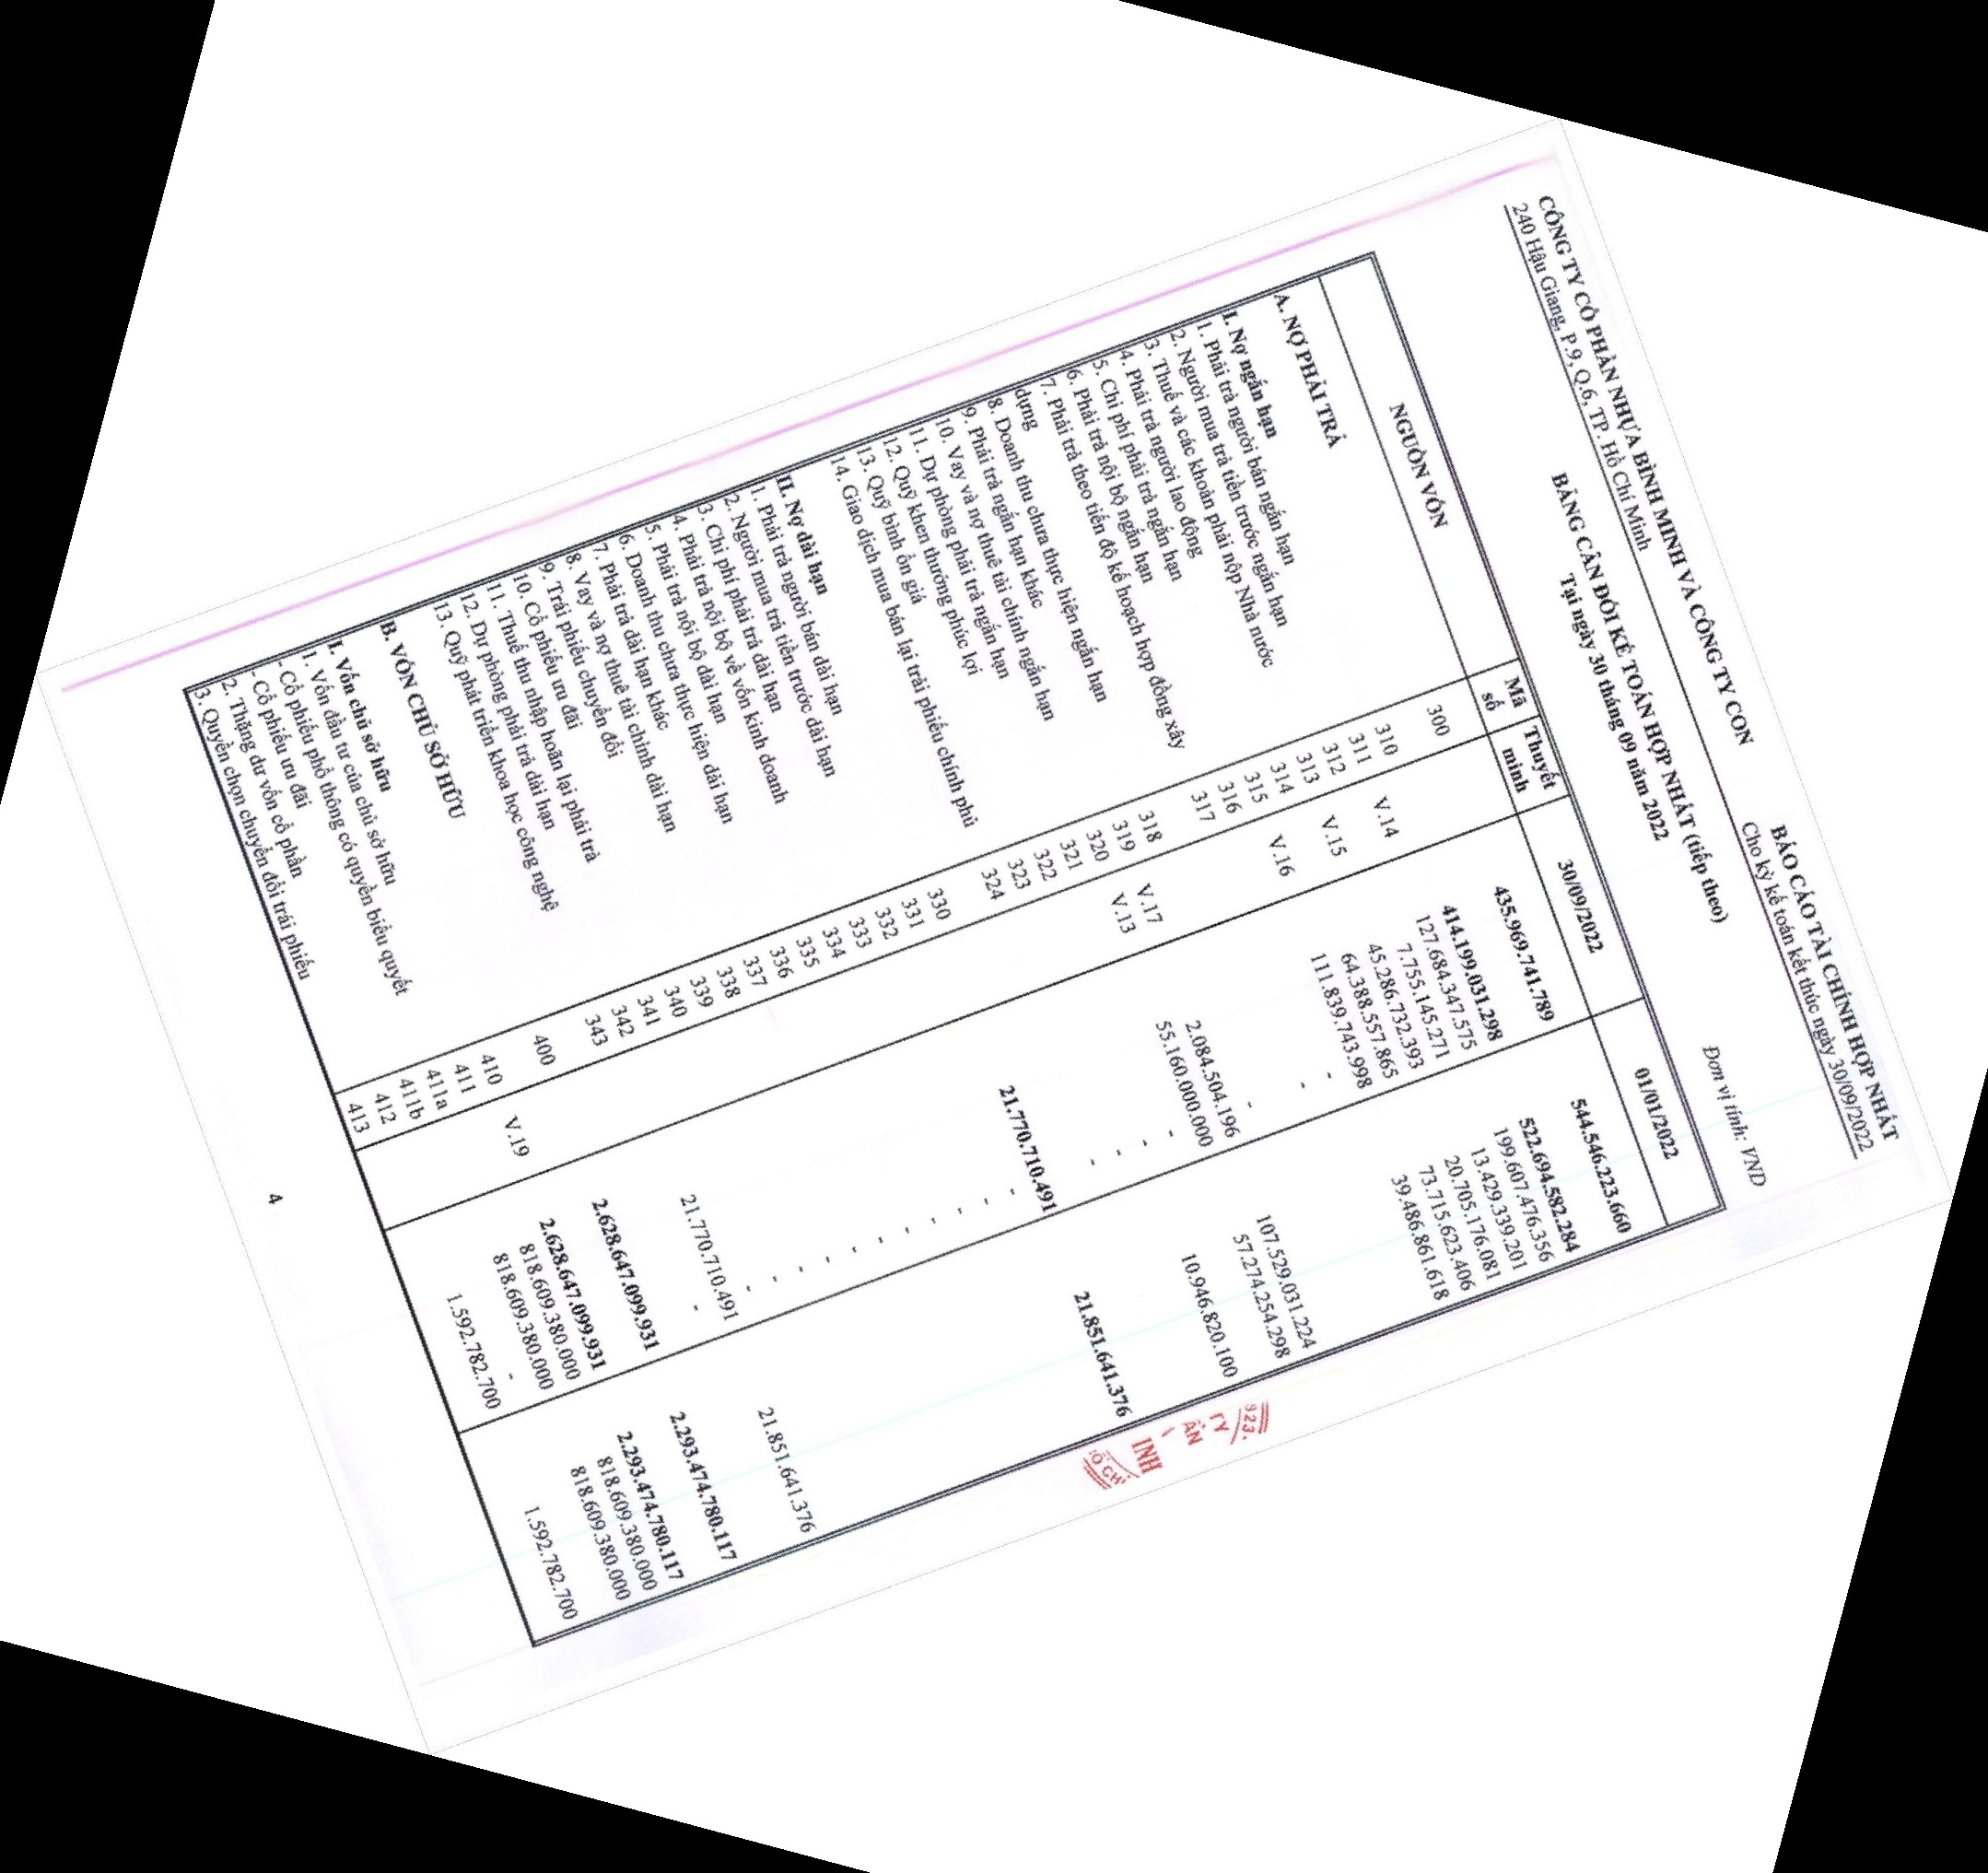 CÔNG TY CỔ PHẦN NHỰA BÌNH MINH VÀ CÔNG TY CON BÁO CÁO TÀI CHÍNH HỢP NHẤT
240 Hậu Giang, P.9, Q.6, TP. Hồ Chí Minh Cho kỳ kế toán kết thúc ngày 30/09/2022
BẢNG CÂN ĐỐI KẾ TOÁN HỢP NHẤT (tiếp theo)
Tại ngày 30 tháng 09 năm 2022
Đơn vị tính: VND
NGUỒN VỐN Mã số Thuyết minh 30/09/2022 01/01/2022
A. NỢ PHẢI TRẢ 300 435.969.741.789 544.546.223.660
I. Nợ ngắn hạn 310 414.199.031.298 522.694.582.284
1. Phải trả người bán ngắn hạn 311 V.14 127.684.347.575 199.607.476.356
2. Người mua trả tiền trước ngắn hạn 312 7.755.145.271 13.429.339.201
3. Thuế và các khoản phải nộp Nhà nước 313 V.15 45.286.732.393 20.705.176.081
4. Phải trả người lao động 314 64.388.557.865 73.715.623.406
5. Chi phí phải trả ngắn hạn 315 V.16 111.839.743.998 39.486.861.618
6. Phải trả nội bộ ngắn hạn 316 -
7. Phải trả theo tiến độ kế hoạch hợp đồng xây 317 -
dựng
8. Doanh thu chưa thực hiện ngắn hạn 318 -
9. Phải trả ngắn hạn khác 319 V.17 2.084.504.196 107.529.031.224
10. Vay và nợ thuê tài chính ngắn hạn 320 V.13 55.160.000.000 57.274.254.298
11. Dự phòng phải trả ngắn hạn 321 -
12. Quỹ khen thưởng phúc lợi 322 - 10.946.820.100
13. Quỹ bình ổn giá 323 -
14. Giao dịch mua bán lại trái phiếu chính phủ 324 -
II. Nợ dài hạn 330 21.770.710.491 21.851.641.376
1. Phải trả người bán dài hạn 331 -
2. Người mua trả tiền trước dài hạn 332 -
3. Chi phí phải trả dài hạn 333 -
4. Phải trả nội bộ về vốn kinh doanh 334 -
5. Phải trả nội bộ dài hạn 335 -
6. Doanh thu chưa thực hiện dài hạn 336 -
7. Phải trả dài hạn khác 337 -
8. Vay và nợ thuê tài chính dài hạn 338 -
9. Trái phiếu chuyển đổi 339 -
10. Cổ phiếu ưu đãi 340 -
11. Thuế thu nhập hoãn lại phải trả 341 -
12. Dự phòng phải trả dài hạn 342 21.770.710.491 21.851.641.376
13. Quỹ phát triển khoa học công nghệ 343 -
B. VỐN CHỦ SỞ HỮU 400 2.628.647.099.931 2.293.474.780.117
I. Vốn chủ sở hữu 410 V.19 2.628.647.099.931 2.293.474.780.117
1. Vốn đầu tư của chủ sở hữu 411 818.609.380.000 818.609.380.000
- Cổ phiếu phổ thông có quyền biểu quyết 411a 818.609.380.000 818.609.380.000
- Cổ phiếu ưu đãi 411b -
2. Thặng dư vốn cổ phần 412 1.592.782.700 1.592.782.700
3. Quyền chọn chuyển đổi trái phiếu 413
823.
TY
ẦN
INH
Ồ CHÍ
4